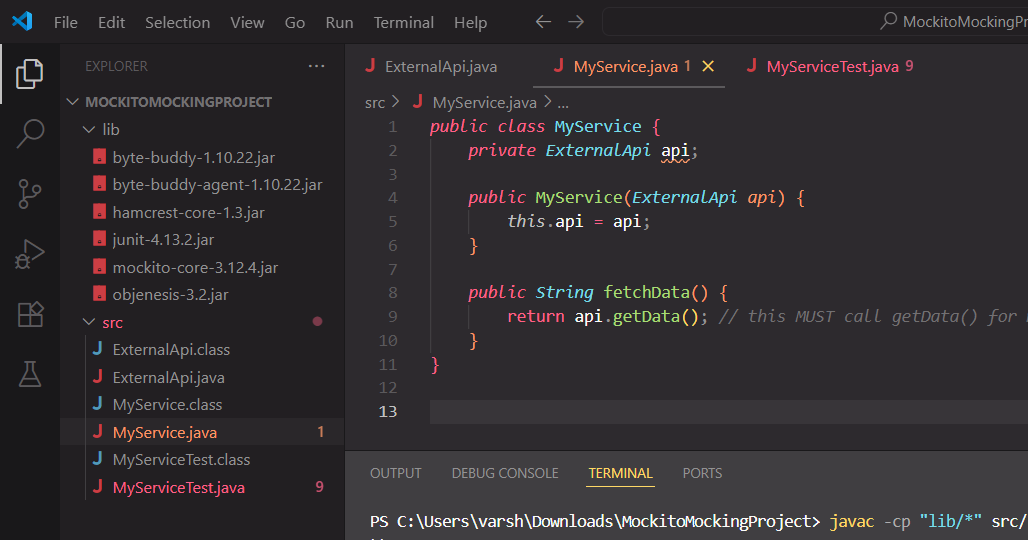 File Edit Selection View Go Run Terminal Help
MockitoMockingPr
EXPLORER
MOCKITOMOCKINGPROJECT
lib
byte-buddy-1.10.22.jar
byte-buddy-agent-1.10.22.jar
hamcrest-core-1.3.jar
junit-4.13.2.jar
mockito-core-3.12.4.jar
objenesis-3.2.jar
src
J ExternalApi.class
J ExternalApi.java
J MyService.class
J MyService.java 1
J MyServiceTest.class
J MyServiceTest.java 9
J ExternalApi.java J MyService.java 1 J MyServiceTest.java 9
src > J MyService.java > ...
1 public class MyService {
2 private ExternalApi api;
3
4 public MyService(ExternalApi api) {
5 this.api = api;
6 }
7
8 public String fetchData() {
9 return api.getData(); // this MUST call getData() for
10 }
11 }
12
13
OUTPUT DEBUG CONSOLE TERMINAL PORTS
PS C:\Users\varsh\Downloads\MockitoMockingProject> javac -cp "lib/*" src/